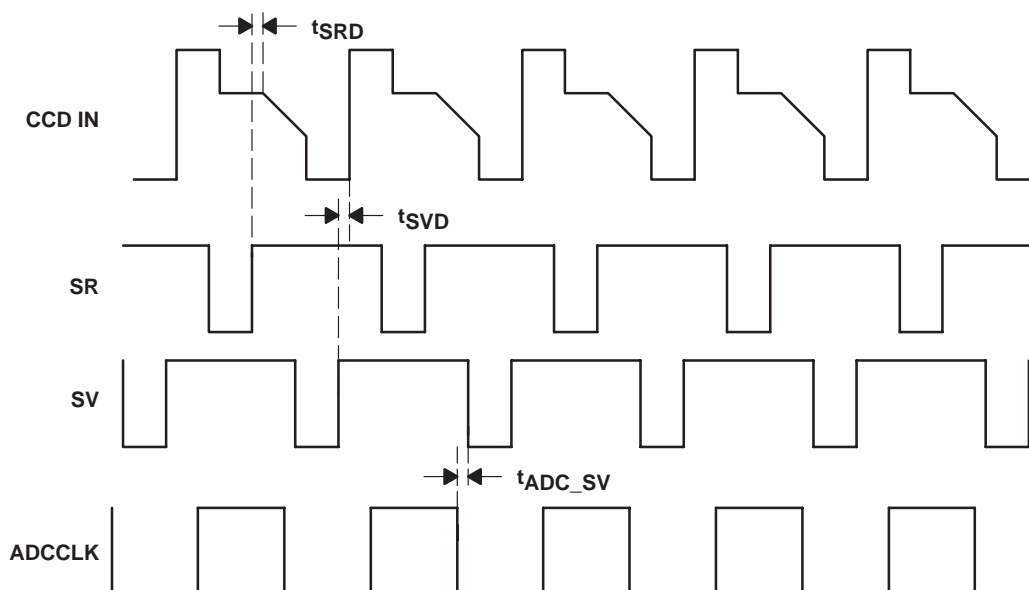 tSRD
CCD IN
tSVD
SR
SV
tADC_SV
ADCCLK